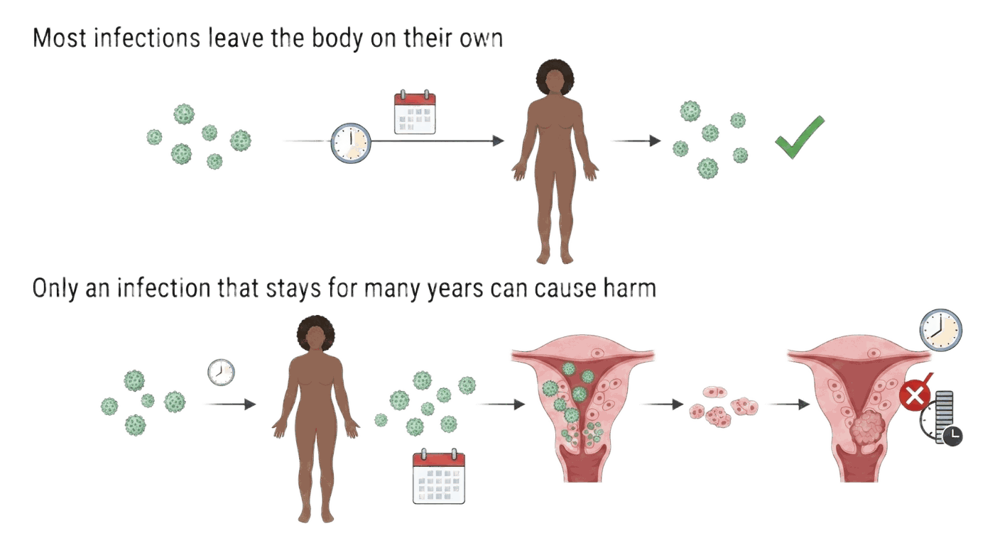 Most infections leave the body on their own
Only an infection that stays for many years can cause harm